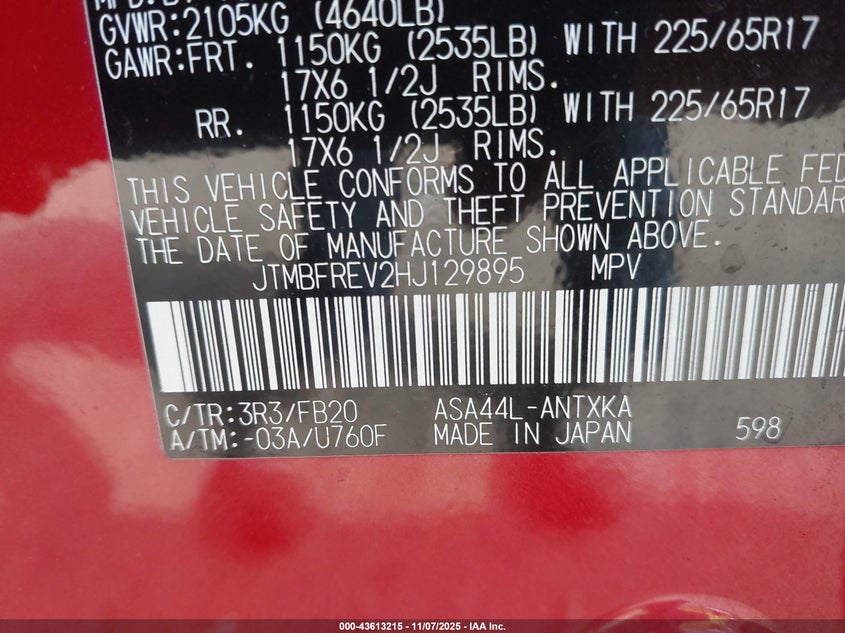 GVWR:2105KG (4640LB)
GAWR:FRT. 1150KG (2535LB) WITH 225/65R17
17X6 1/2J RIMS.
RR. 1150KG (2535LB) WITH 225/65R17
17X6 1/2J RIMS.
THIS VEHICLE CONFORMS TO ALL APPLICABLE FED
VEHICLE SAFETY AND THEFT PREVENTION STANDAR
THE DATE OF MANUFACTURE SHOWN ABOVE.
JTMBFREV2HJ129895 MPV
C/TR:3R3/FB20 ASA44L-ANTXKA
A/TM:-03A/U760F MADE IN JAPAN 598
000-43613215 - 11/07/2025 - IAA Inc.